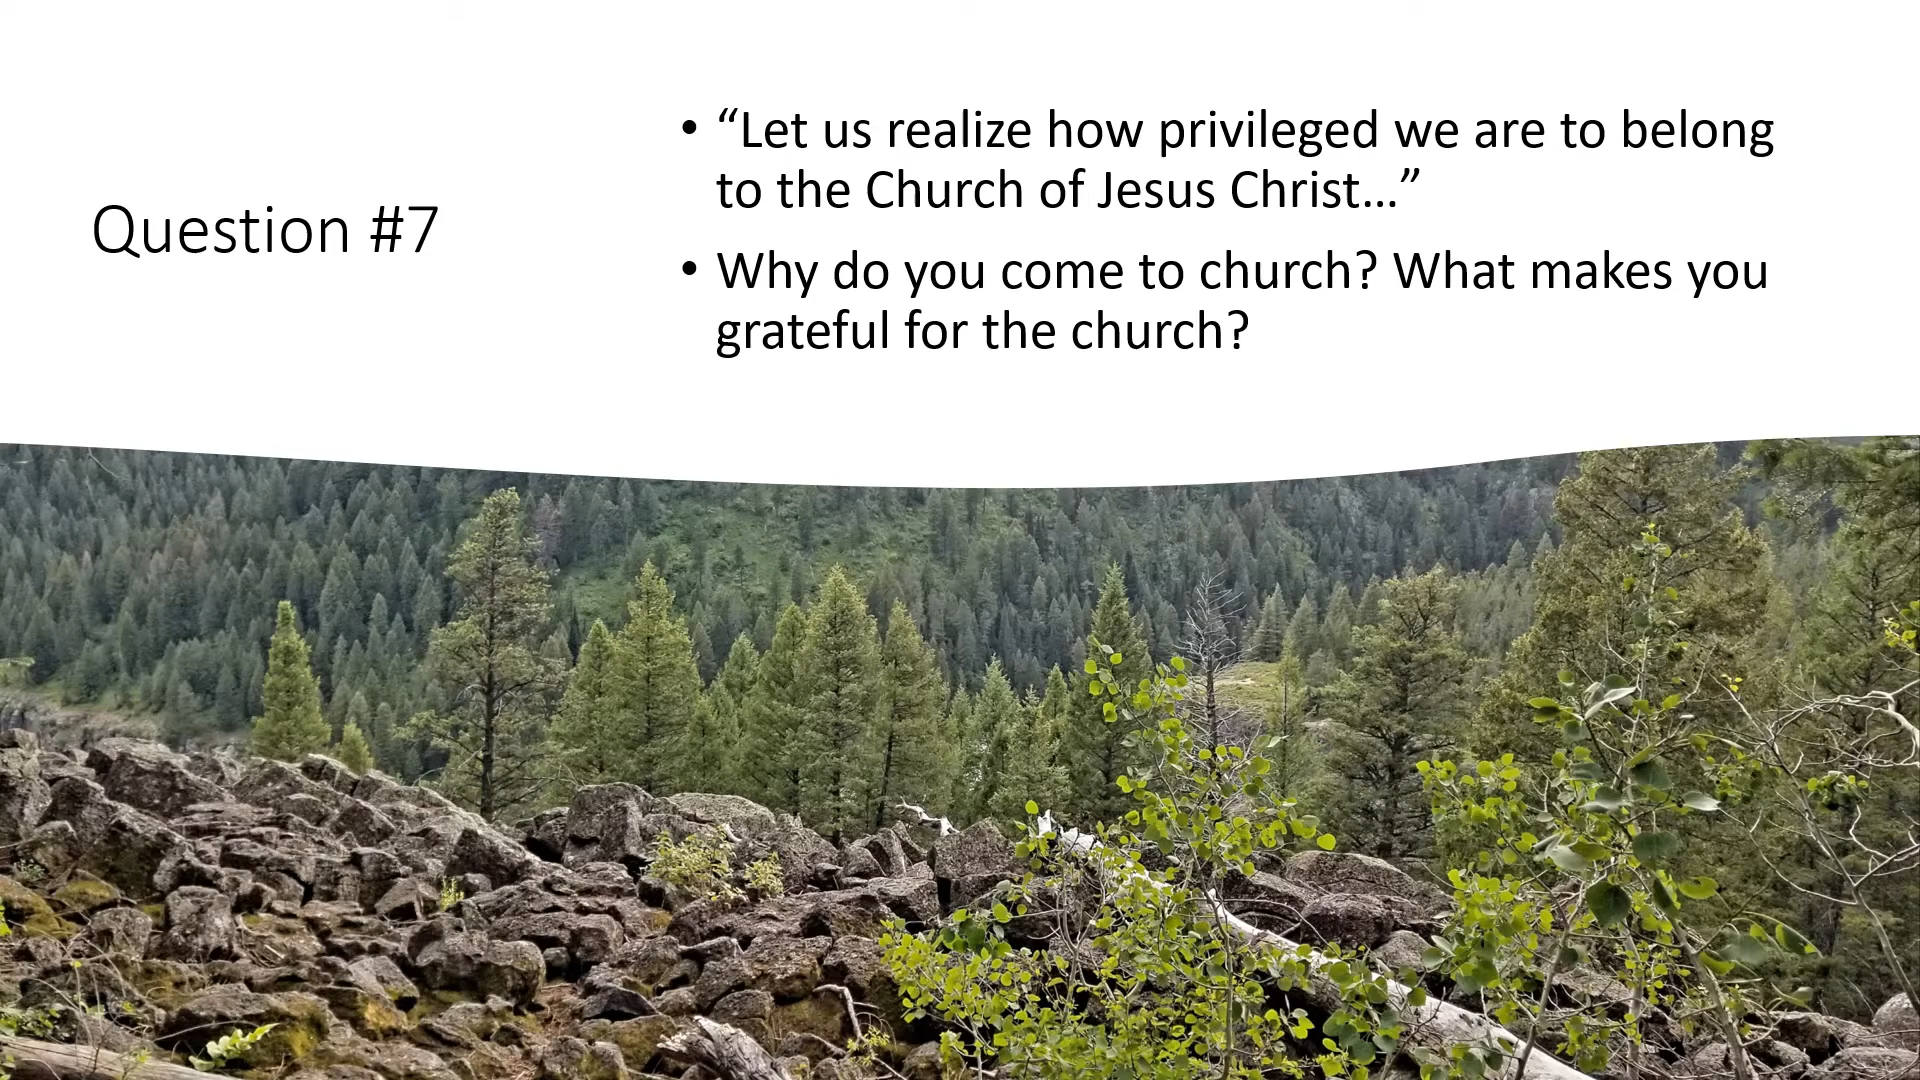 Question #7
• “Let us realize how privileged we are to belong
to the Church of Jesus Christ…”
• Why do you come to church? What makes you
grateful for the church?